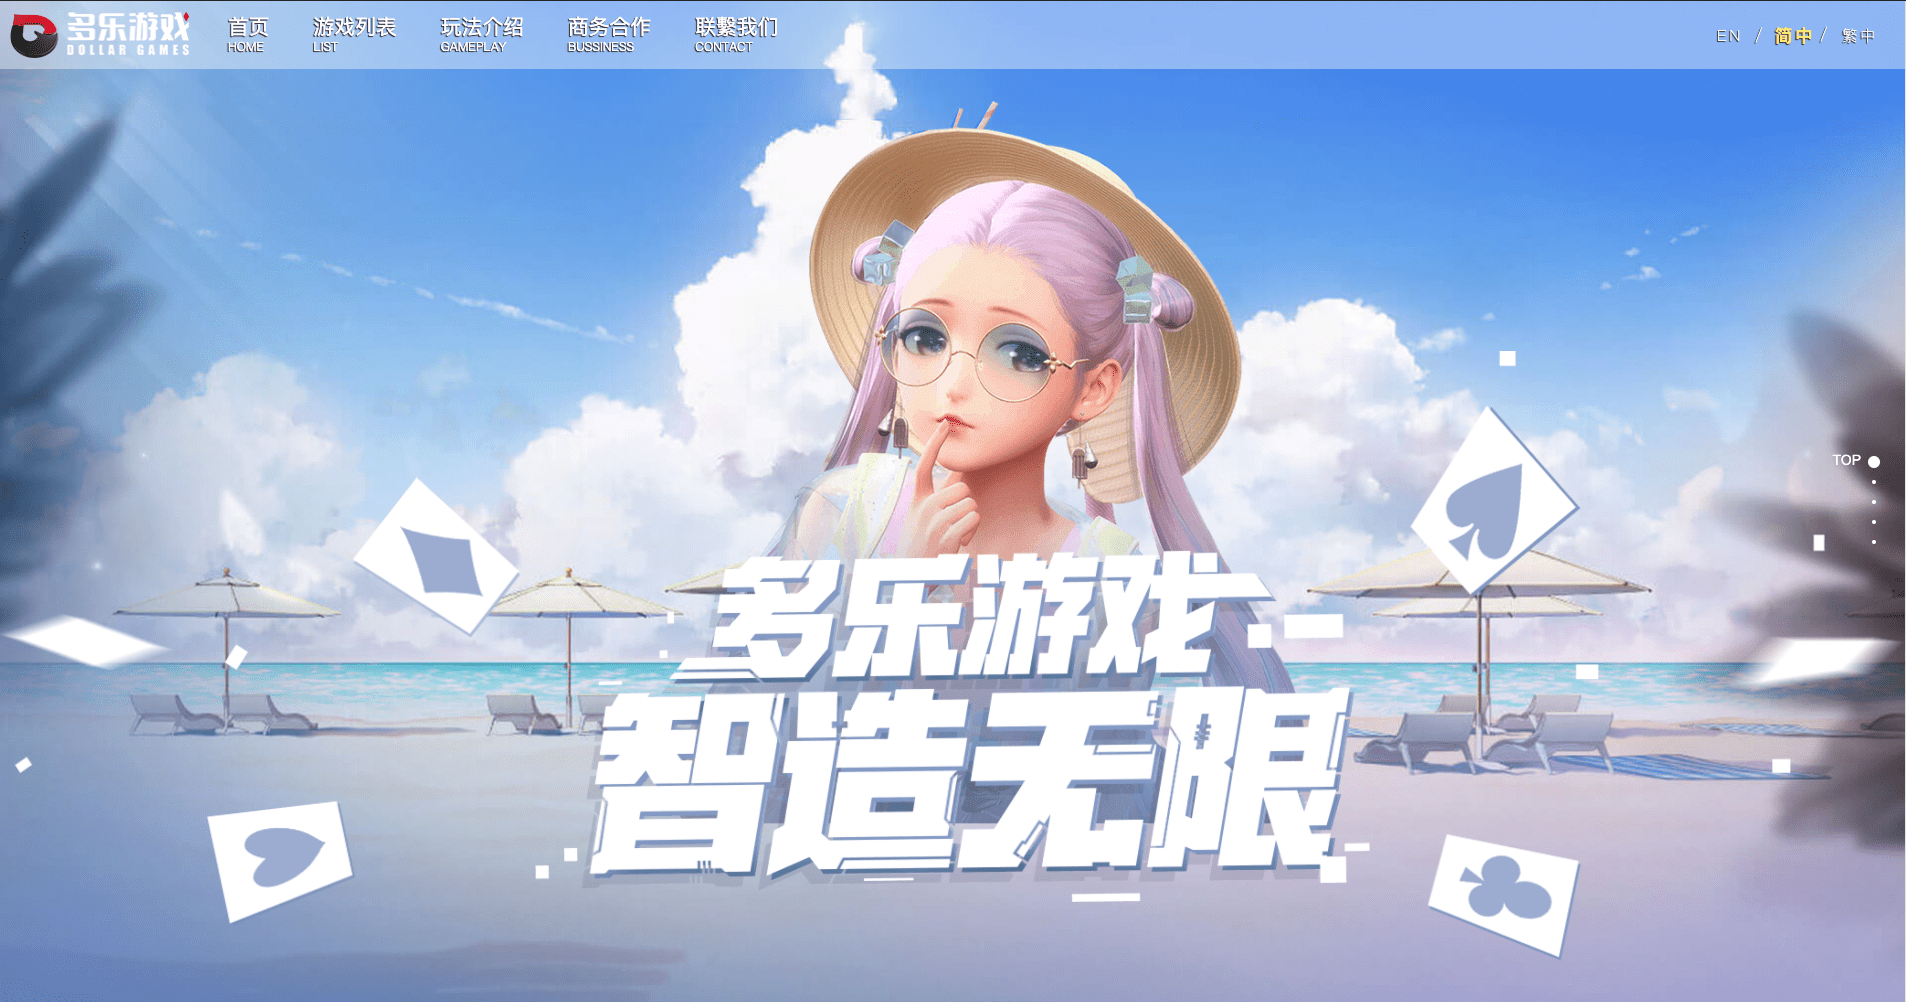 多乐游戏
DOLLAR GAMES
首页
HOME
游戏列表
LIST
玩法介绍
GAMEPLAY
商务合作
BUSSINESS
联繫我们
CONTACT
EN / 简中 / 繁中
TOP
多乐游戏
智造无限